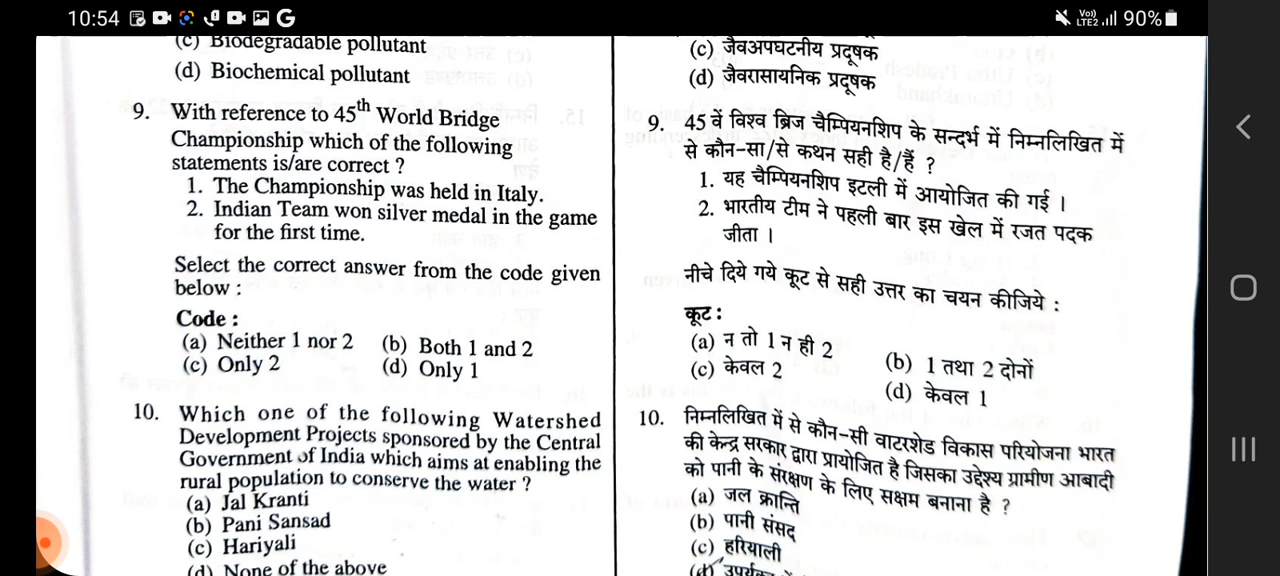 10:54
Vo))
LTE2
90%
(c) Biodegradable pollutant
(d) Biochemical pollutant
9. With reference to 45th World Bridge
Championship which of the following
statements is/are correct ?
1. The Championship was held in Italy.
2. Indian Team won silver medal in the game
for the first time.
Select the correct answer from the code given
below :
Code :
(a) Neither 1 nor 2 (b) Both 1 and 2
(c) Only 2 (d) Only 1
10. Which one of the following Watershed
Development Projects sponsored by the Central
Government of India which aims at enabling the
rural population to conserve the water ?
(a) Jal Kranti
(b) Pani Sansad
(c) Hariyali
(d) None of the above
(c) जैवअपघटनीय प्रदूषक
(d) जैवरासायनिक प्रदूषक
9. 45 वें विश्व ब्रिज चैम्पियनशिप के सन्दर्भ में निम्नलिखित में
से कौन-सा/से कथन सही है/हैं ?
1. यह चैम्पियनशिप इटली में आयोजित की गई ।
2. भारतीय टीम ने पहली बार इस खेल में रजत पदक
जीता ।
नीचे दिये गये कूट से सही उत्तर का चयन कीजिये :
कूट :
(a) न तो 1 न ही 2 (b) 1 तथा 2 दोनों
(c) केवल 2 (d) केवल 1
10. निम्नलिखित में से कौन-सी वाटरशेड विकास परियोजना भारत
की केन्द्र सरकार द्वारा प्रायोजित है जिसका उद्देश्य ग्रामीण आबादी
को पानी के संरक्षण के लिए सक्षम बनाना है ?
(a) जल क्रान्ति
(b) पानी संसद
(c) हरियाली
(d)